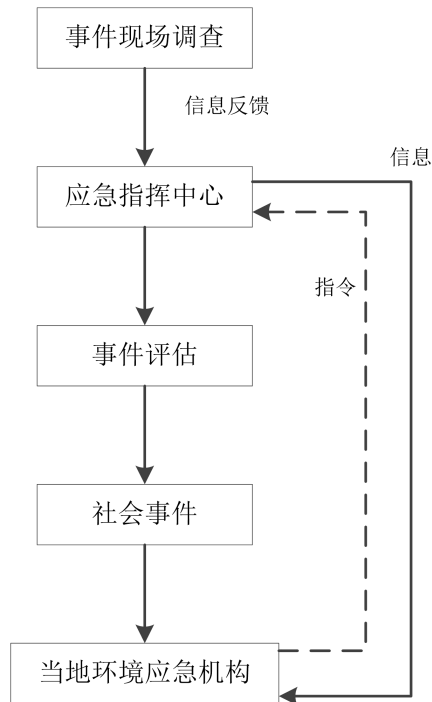 事件现场调查
信息反馈
信息
应急指挥中心
指令
事件评估
社会事件
当地环境应急机构